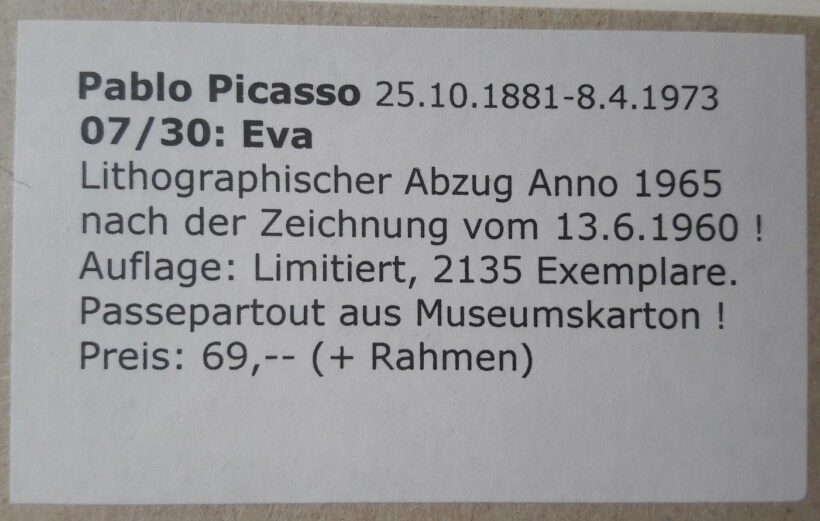 Pablo Picasso 25.10.1881-8.4.1973
07/30: Eva
Lithographischer Abzug Anno 1965
nach der Zeichnung vom 13.6.1960 !
Auflage: Limitiert, 2135 Exemplare.
Passepartout aus Museumskarton !
Preis: 69,-- (+ Rahmen)